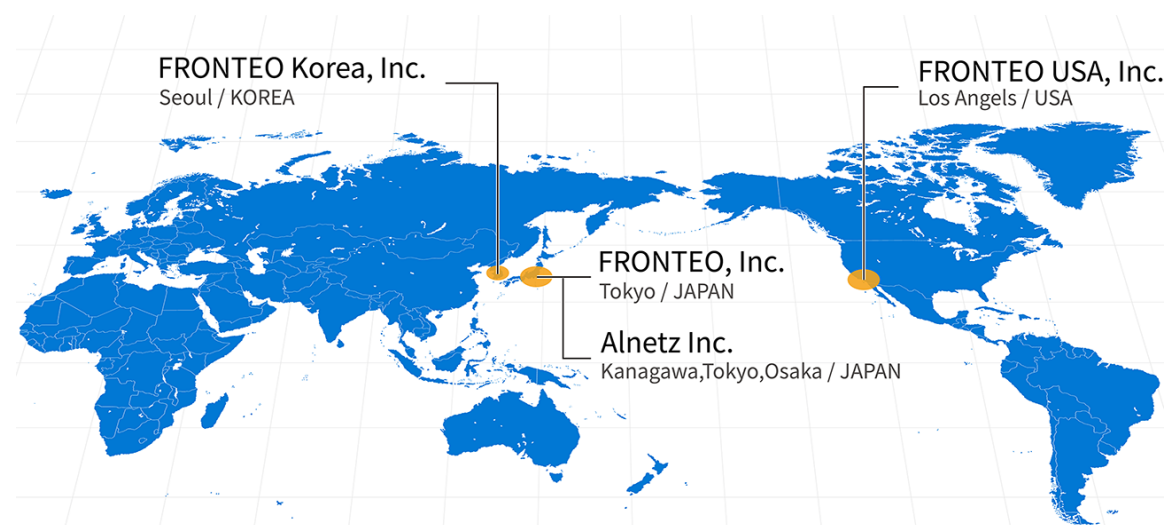 FRONTEO Korea, Inc.
Seoul / KOREA
FRONTEO USA, Inc.
Los Angels / USA
FRONTEO, Inc.
Tokyo / JAPAN
Alnetz Inc.
Kanagawa,Tokyo,Osaka / JAPAN